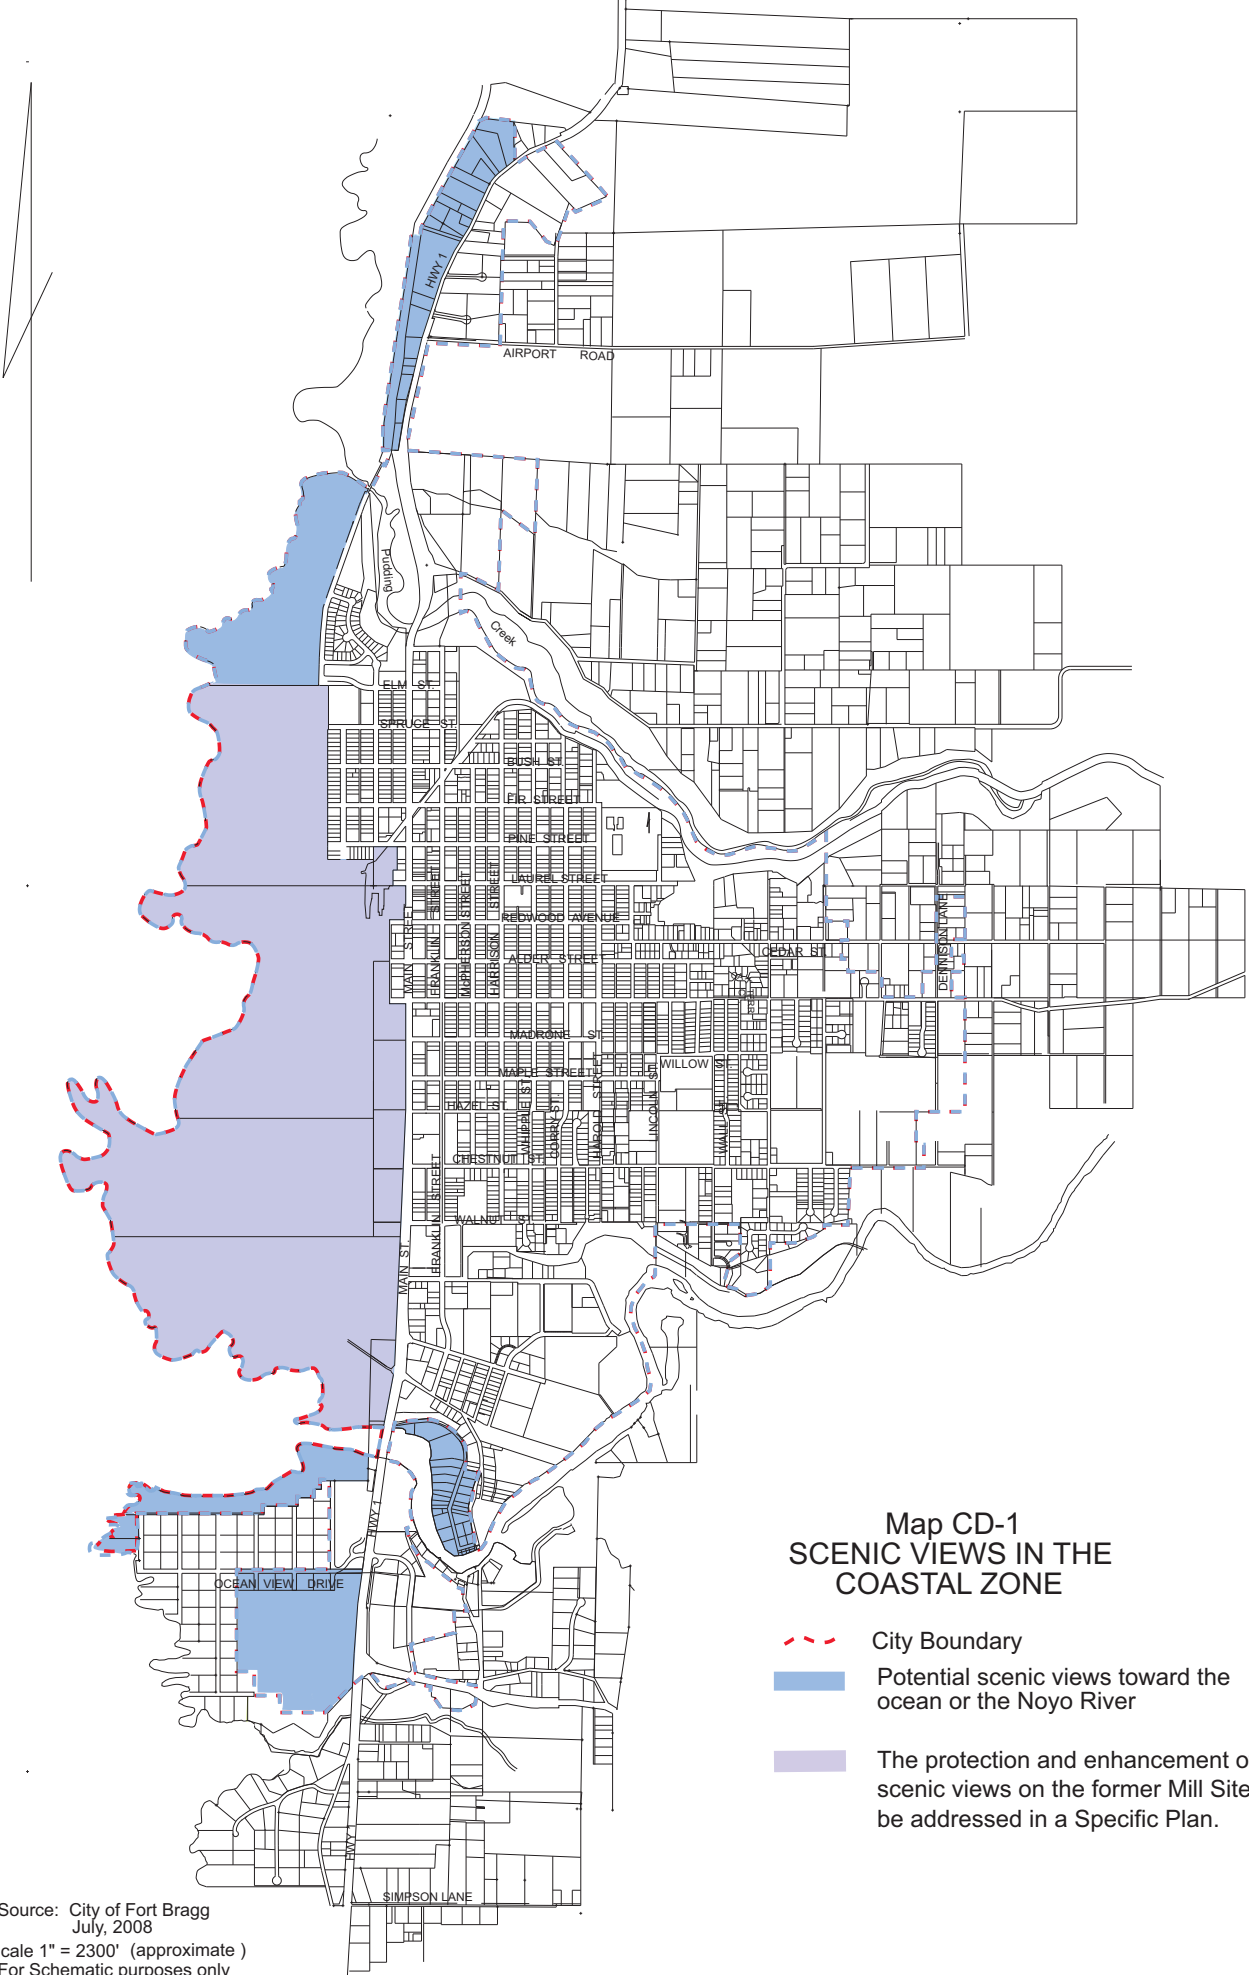 HWY 1
AIRPORT ROAD
Pudding
Creek
ELM ST.
SPRUCE ST.
BUSH ST.
FIR STREET
PINE STREET
LAUREL STREET
REDWOOD AVENUE
CEDAR ST.
ALDER STREET
MAIN STREET
FRANKLIN STREET
McPHERSON STREET
HARRISON STREET
DENNISON LANE
MADRONE ST.
WILLOW ST.
MAPLE STREET
HAZEL ST.
WHIPPLE ST.
CORRY ST.
HAROLD STREET
LINCOLN ST.
WALL ST.
CHESTNUT ST.
FRANKLIN STREET
WALNUT ST.
MAIN ST.
HWY 1
OCEAN VIEW DRIVE
HWY 1
SIMPSON LANE
Map CD-1
SCENIC VIEWS IN THE
COASTAL ZONE
City Boundary
Potential scenic views toward the
ocean or the Noyo River
The protection and enhancement o
scenic views on the former Mill Site
be addressed in a Specific Plan.
Source: City of Fort Bragg
July, 2008
cale 1" = 2300' (approximate )
For Schematic purposes only